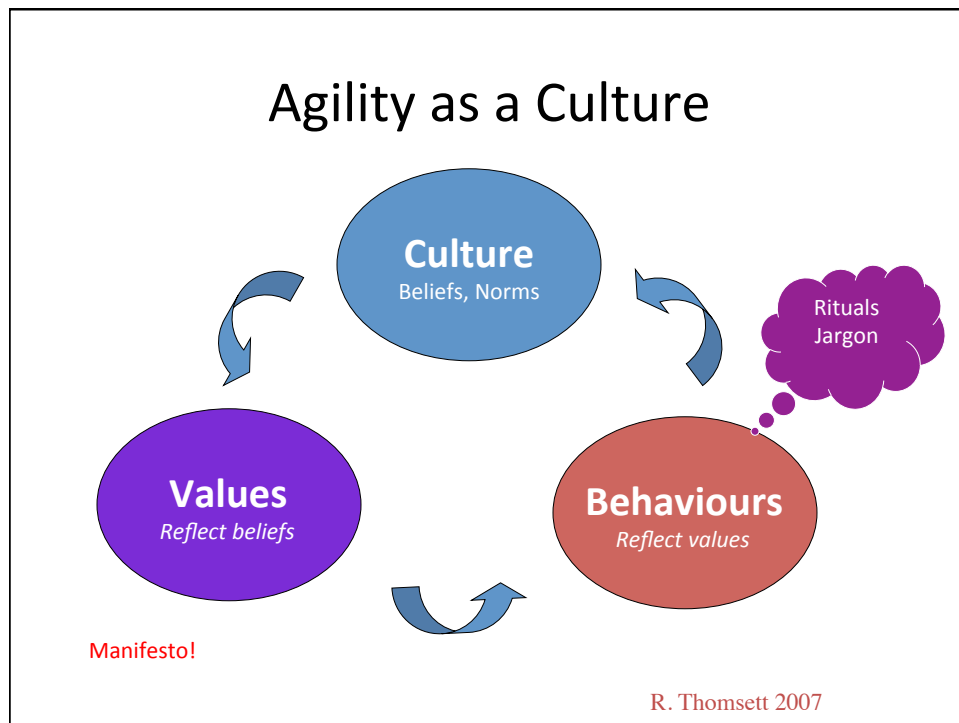 Agility as a Culture
Culture
Beliefs, Norms
Rituals
Jargon
Values
Reflect beliefs
Behaviours
Reflect values
Manifesto!
R. Thomsett 2007